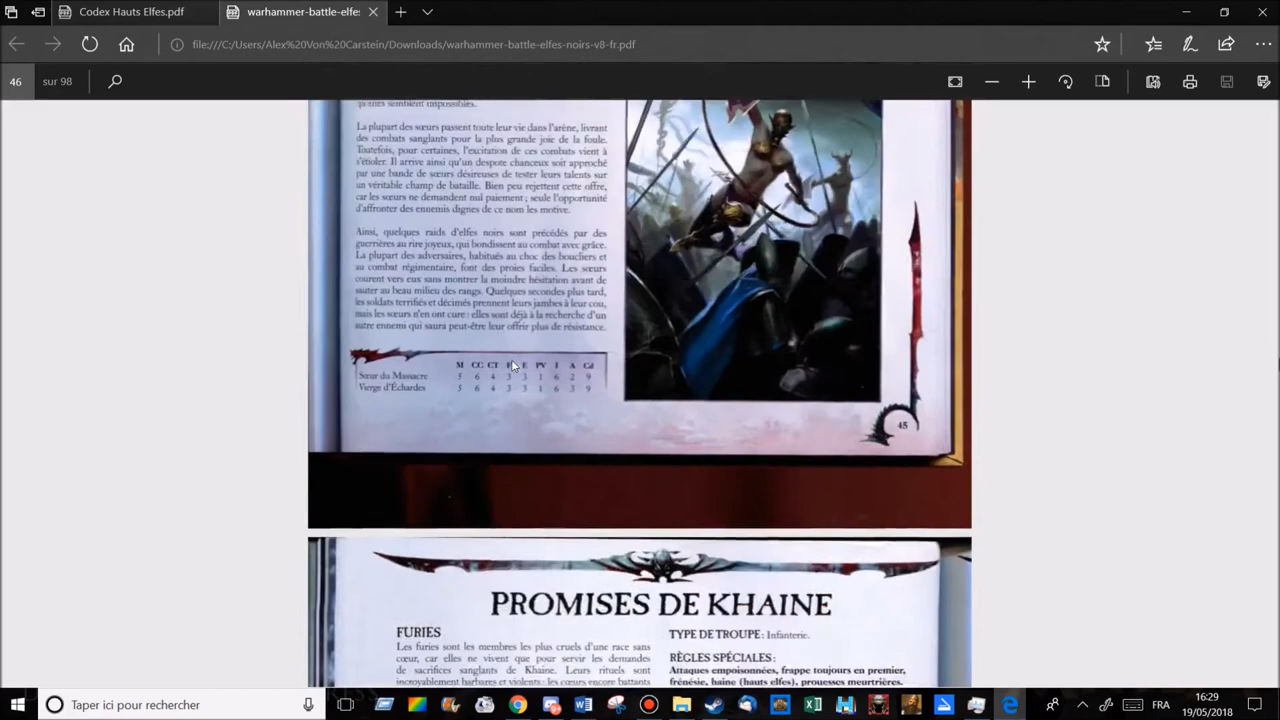 Codex Hauts Elfes.pdf
warhammer-battle-elfes
file:///C:/Users/Alex%20Von%20Carstein/Downloads/warhammer-battle-elfes-noirs-v8-fr.pdf
46 sur 98
La plupart des sœurs passent toute leur vie dans l'arène, livrant
des combats sanglants pour la plus grande joie de la foule.
Toutefois, pour certaines, l'excitation de ces combats vient à
s'étioler. Il arrive ainsi qu'un despote chanceux soit approché
par une bande de sœurs désireuses de tester leurs talents sur
un véritable champ de bataille. Bien peu rejettent cette offre,
car les sœurs ne demandent nul paiement ; seule l'opportunité
d'affronter des ennemis dignes de ce nom les motive.
Ainsi, quelques raids d'elfes noirs sont précédés par des
guerrières au rire joyeux, qui bondissent au combat avec grâce.
La plupart des adversaires, habitués au choc des boucliers et
au combat régimentaire, font des proies faciles. Les sœurs
courent vers eux sans montrer la moindre hésitation avant de
sauter au beau milieu des rangs. Quelques secondes plus tard,
les soldats terrifiés et décimés prennent leurs jambes à leur cou,
mais les sœurs n'en ont cure : elles sont déjà à la recherche d'un
autre ennemi qui saura peut-être leur offrir plus de résistance.
M CC CT F E PV I A Cd
Sœur du Massacre 5 6 4 3 3 1 6 2 9
Vierge d'Échardes 5 6 4 3 3 1 6 3 9
45
PROMISES DE KHAINE
FURIES
Les furies sont les membres les plus cruels d'une race sans
cœur, car elles ne vivent que pour servir les demandes
de sacrifices sanglants de Khaine. Leurs rituels sont
incroyablement barbares et violents : les cœurs encore battants
TYPE DE TROUPE : Infanterie.
RÈGLES SPÉCIALES :
Attaques empoisonnées, frappe toujours en premier,
frénésie, haine (hauts elfes), prouesses meurtrières.
Taper ici pour rechercher
FRA
16:29
19/05/2018